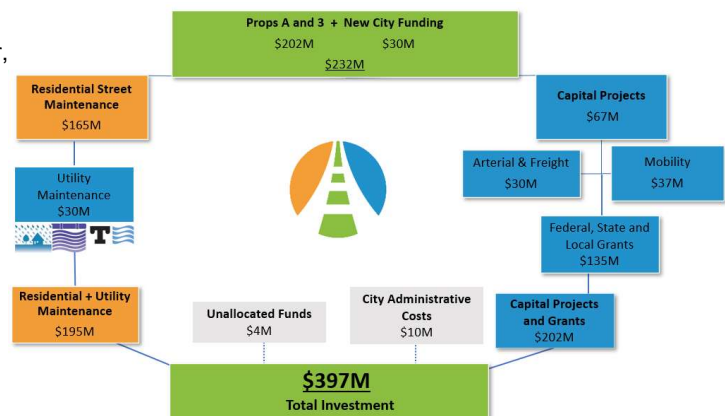 Props A and 3 + New City Funding
$202M $30M
$232M
Residential Street
Maintenance
$165M
Capital Projects
$67M
Utility
Maintenance
$30M
Arterial & Freight
$30M
Mobility
$37M
T
Federal, State and
Local Grants
$135M
Residential + Utility
Maintenance
$195M
Unallocated Funds
$4M
City Administrative
Costs
$10M
Capital Projects
and Grants
$202M
$397M
Total Investment